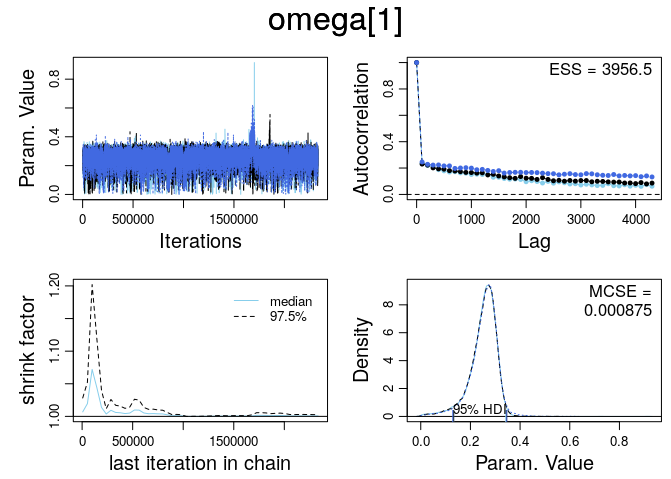 omega[1]
Param. Value
0.0 0.4 0.8
0 500000 1500000
Iterations
Autocorrelation
0.0 0.4 0.8
ESS = 3956.5
0 1000 2000 3000 4000
Lag
shrink factor
1.00 1.10 1.20
median
97.5%
0 500000 1500000
last iteration in chain
Density
0 2 4 6 8
MCSE =
0.000875
95% HDI
0.0 0.2 0.4 0.6 0.8
Param. Value